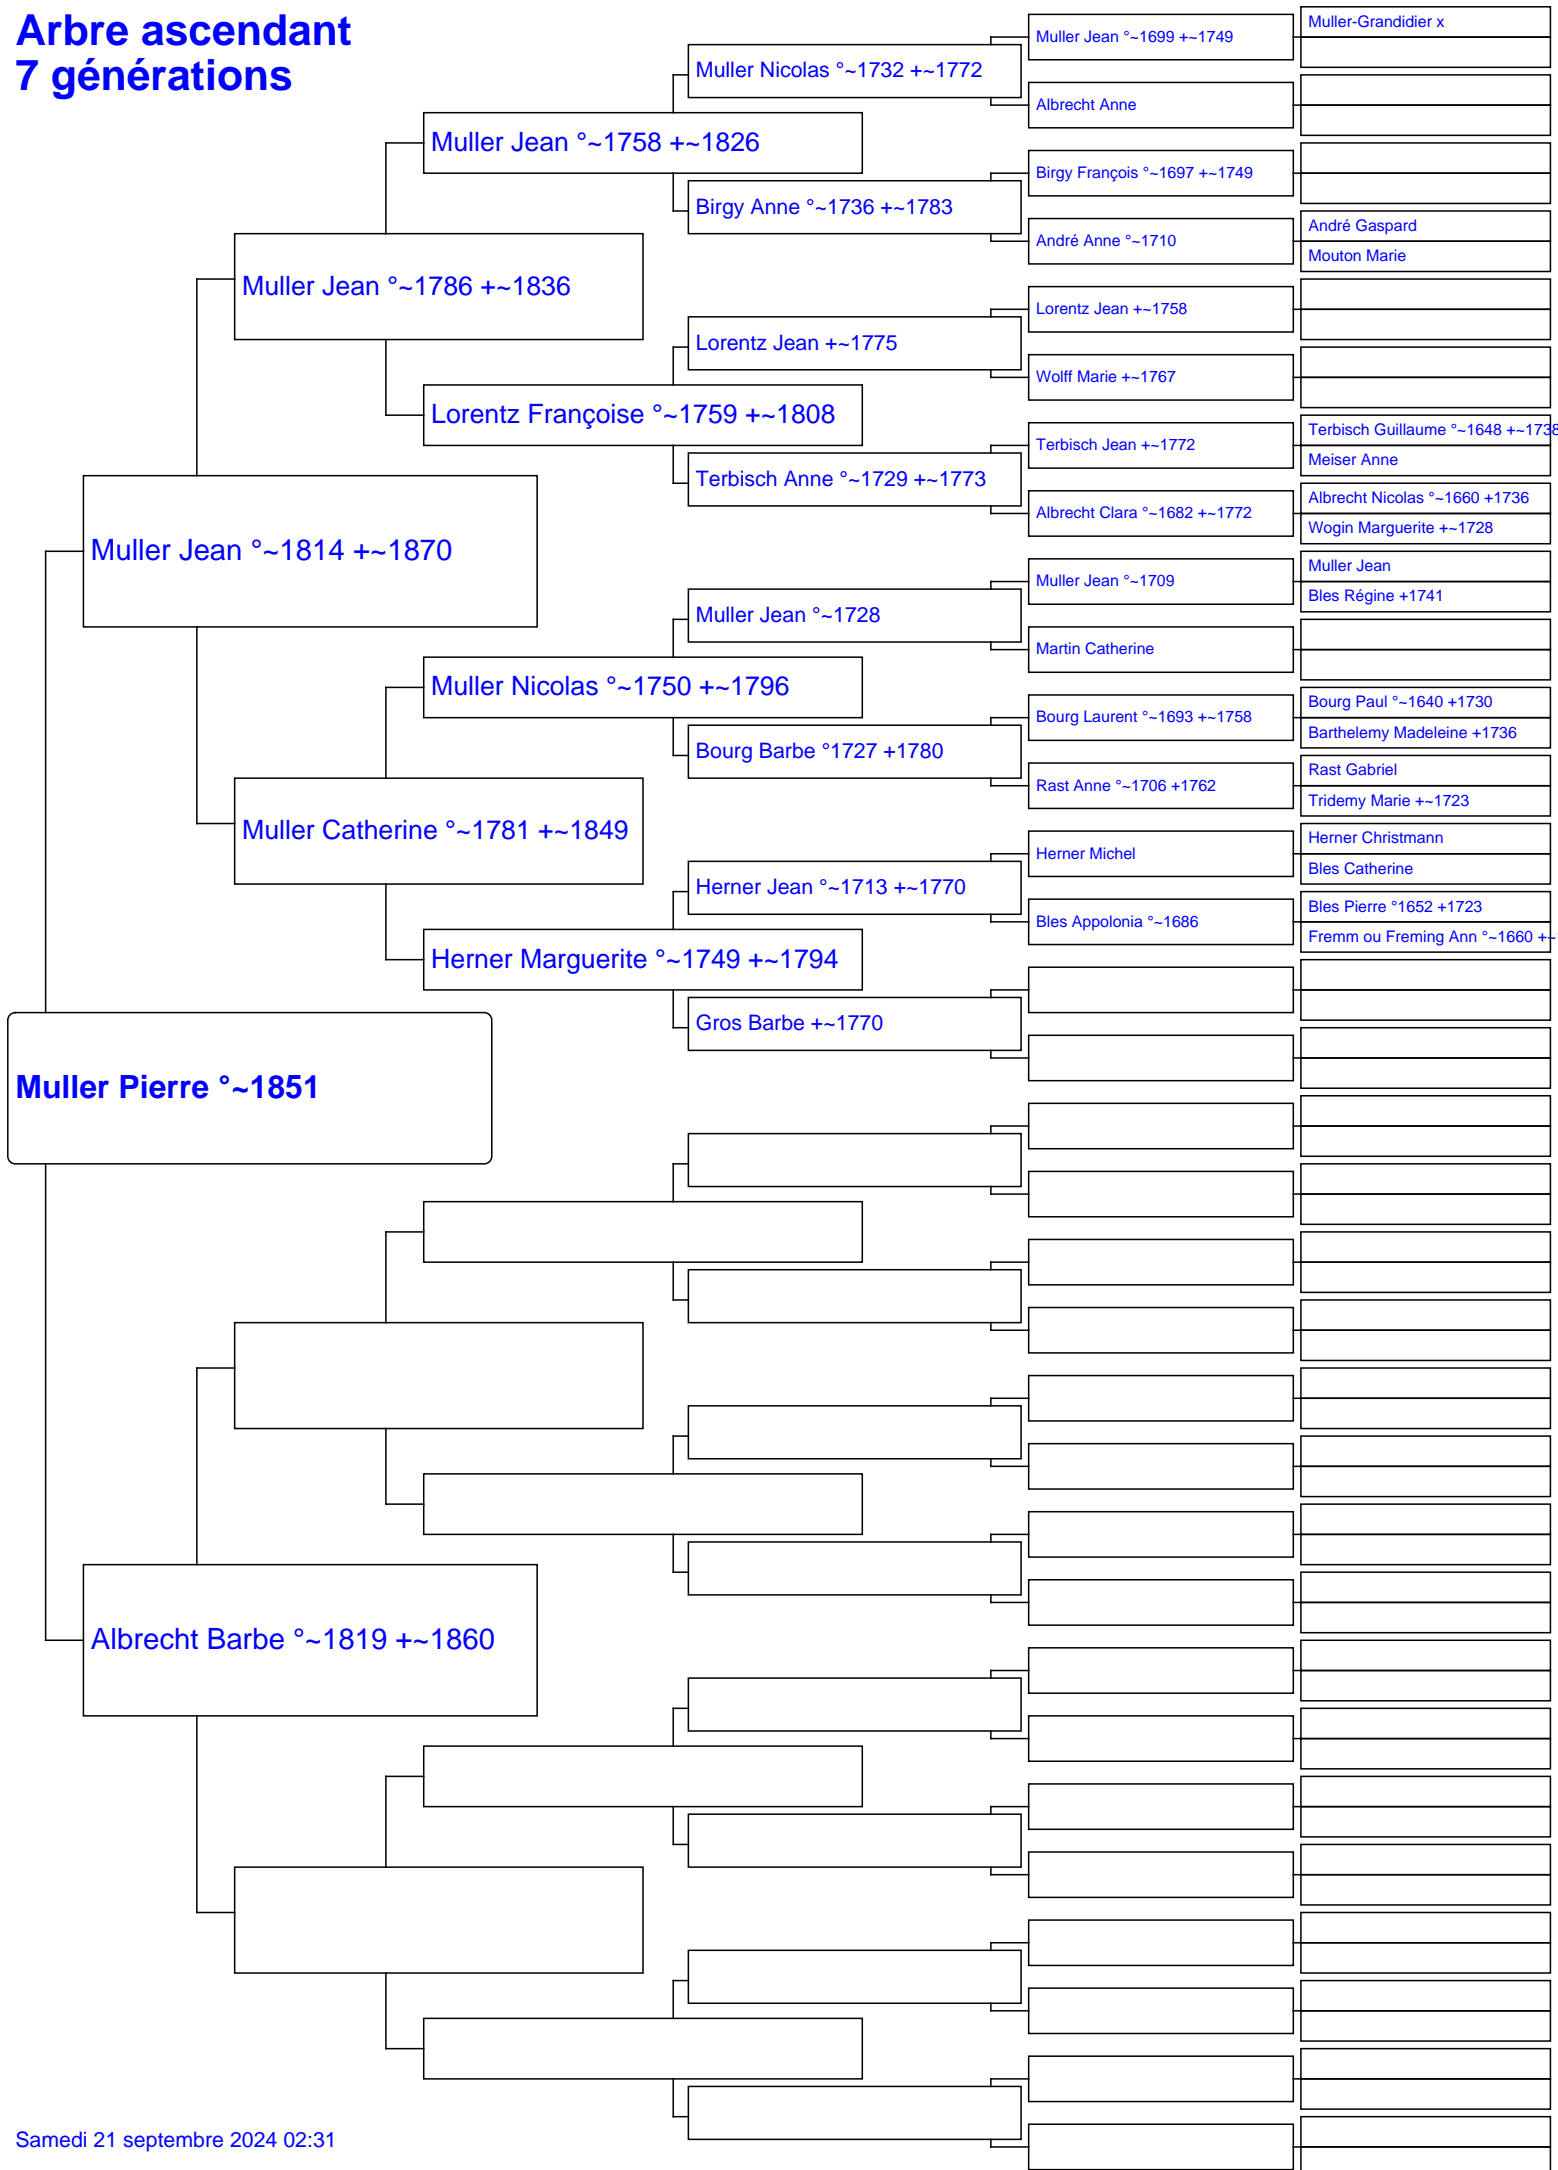 Arbre ascendant
7 générations
Muller Pierre °~1851
Muller Jean °~1814 +~1870
Albrecht Barbe °~1819 +~1860
Muller Jean °~1786 +~1836
Muller Catherine °~1781 +~1849
Muller Jean °~1758 +~1826
Lorentz Françoise °~1759 +~1808
Muller Nicolas °~1750 +~1796
Herner Marguerite °~1749 +~1794
Muller Nicolas °~1732 +~1772
Birgy Anne °~1736 +~1783
Lorentz Jean +~1775
Terbisch Anne °~1729 +~1773
Muller Jean °~1728
Bourg Barbe °1727 +1780
Herner Jean °~1713 +~1770
Gros Barbe +~1770
Muller Jean °~1699 +~1749
Albrecht Anne
Birgy François °~1697 +~1749
André Anne °~1710
Lorentz Jean +~1758
Wolff Marie +~1767
Terbisch Jean +~1772
Albrecht Clara °~1682 +~1772
Muller Jean °~1709
Martin Catherine
Bourg Laurent °~1693 +~1758
Rast Anne °~1706 +1762
Herner Michel
Bles Appolonia °~1686
Muller-Grandidier x
André Gaspard
Mouton Marie
Terbisch Guillaume °~1648 +~1738
Meiser Anne
Albrecht Nicolas °~1660 +1736
Wogin Marguerite +~1728
Muller Jean
Bles Régine +1741
Bourg Paul °~1640 +1730
Barthelemy Madeleine +1736
Rast Gabriel
Tridemy Marie +~1723
Herner Christmann
Bles Catherine
Bles Pierre °1652 +1723
Fremm ou Freming Ann °~1660 +~
Samedi 21 septembre 2024 02:31